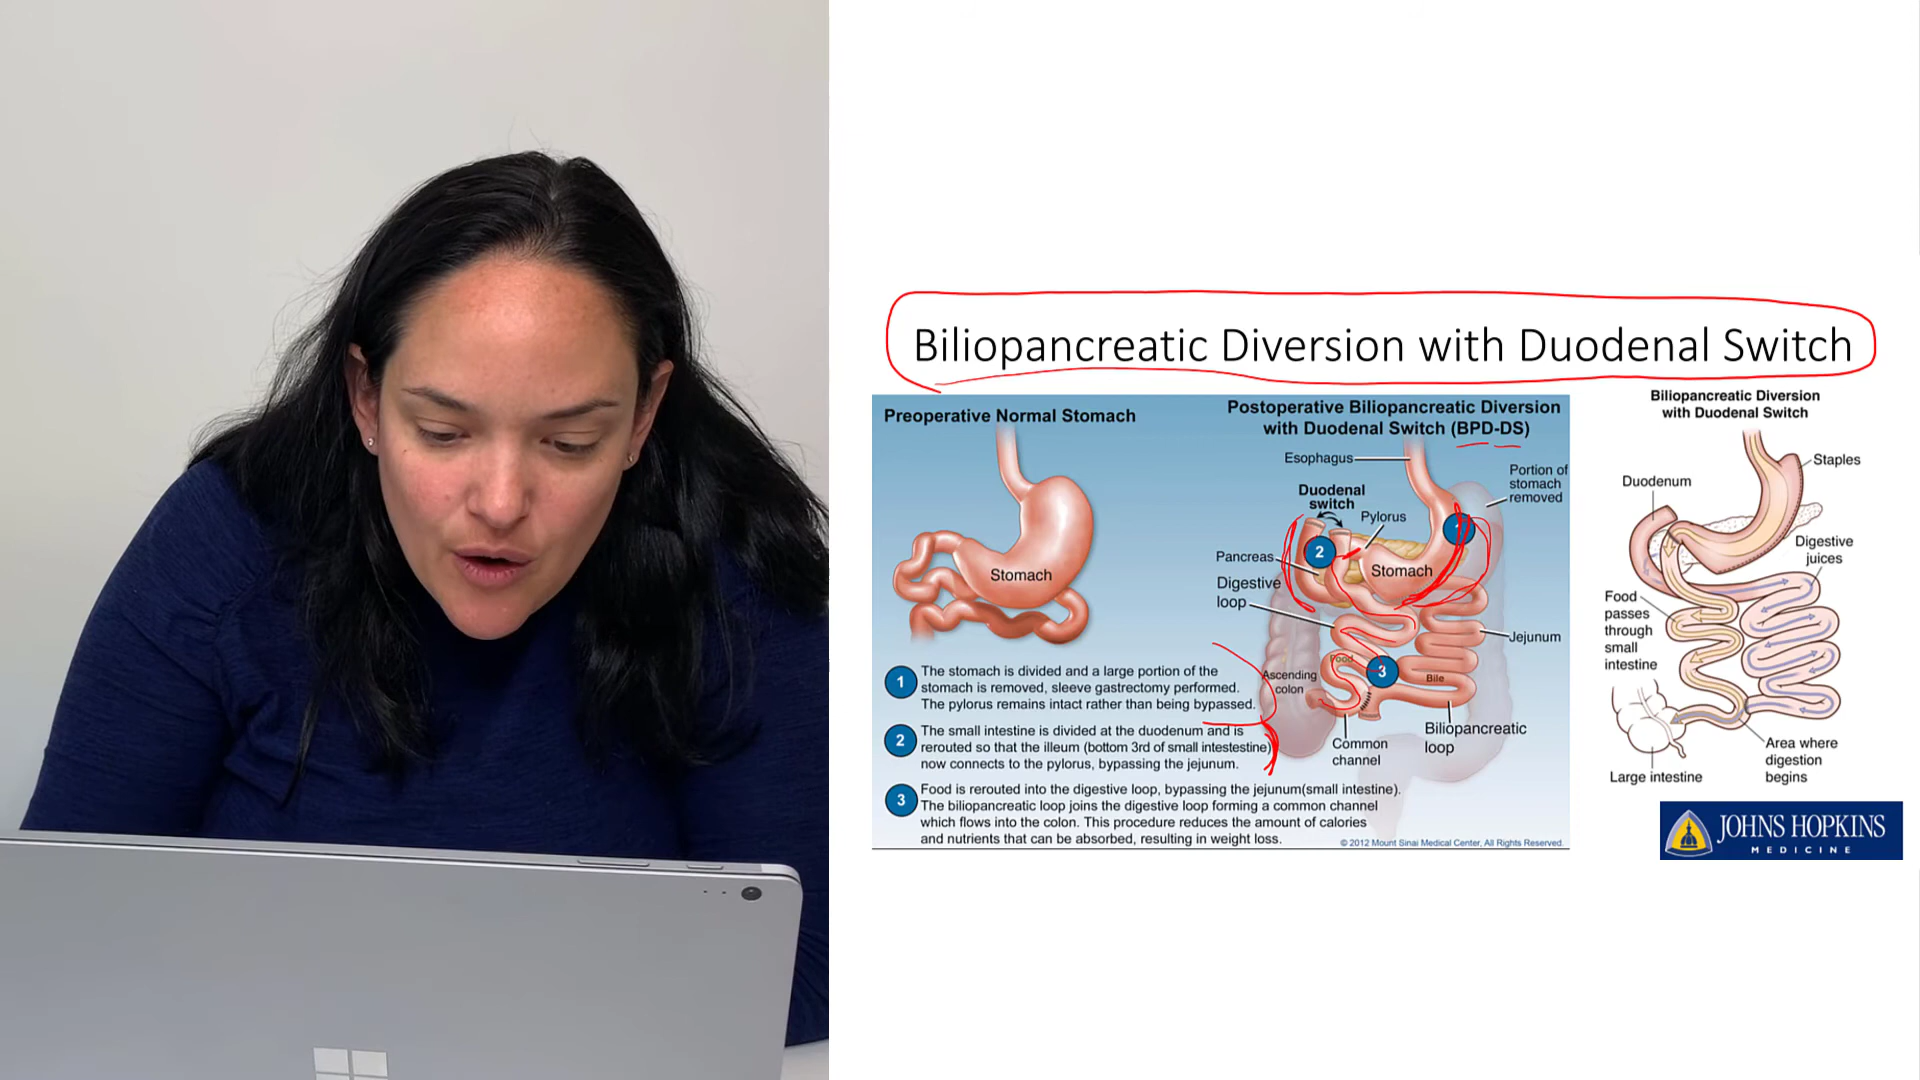 Biliopancreatic Diversion with Duodenal Switch
Preoperative Normal Stomach
Stomach
Postoperative Biliopancreatic Diversion
with Duodenal Switch (BPD-DS)
Esophagus
Portion of
stomach
removed
Duodenal
switch
Pylorus
2
Pancreas
Stomach
Digestive
loop
Jejunum
Food
3
Ascending
colon
Bile
Biliopancreatic
loop
Common
channel
1 The stomach is divided and a large portion of the
stomach is removed, sleeve gastrectomy performed.
The pylorus remains intact rather than being bypassed.
2 The small intestine is divided at the duodenum and is
rerouted so that the illeum (bottom 3rd of small intestestine)
now connects to the pylorus, bypassing the jejunum.
3 Food is rerouted into the digestive loop, bypassing the jejunum(small intestine).
The biliopancreatic loop joins the digestive loop forming a common channel
which flows into the colon. This procedure reduces the amount of calories
and nutrients that can be absorbed, resulting in weight loss.
© 2012 Mount Sinai Medical Center, All Rights Reserved.
Biliopancreatic Diversion
with Duodenal Switch
Staples
Duodenum
Digestive
juices
Food
passes
through
small
intestine
Area where
digestion
begins
Large intestine
JOHNS HOPKINS
MEDICINE